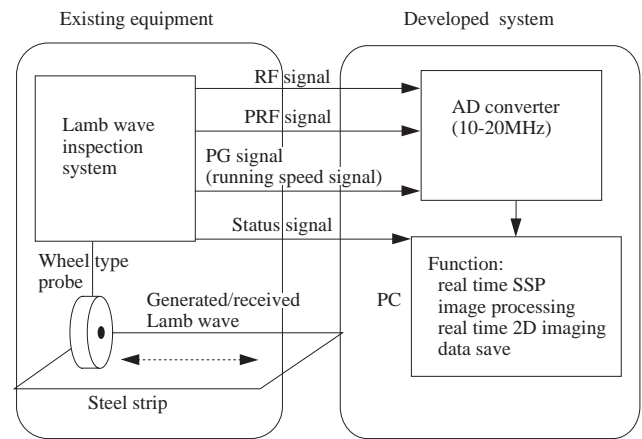 Existing equipment
Developed system
RF signal
PRF signal
PG signal
(running speed signal)
Status signal
Lamb wave
inspection
system
AD converter
(10-20MHz)
Wheel type
probe
Generated/received
Lamb wave
Steel strip
PC
Function:
real time SSP
image processing
real time 2D imaging
data save